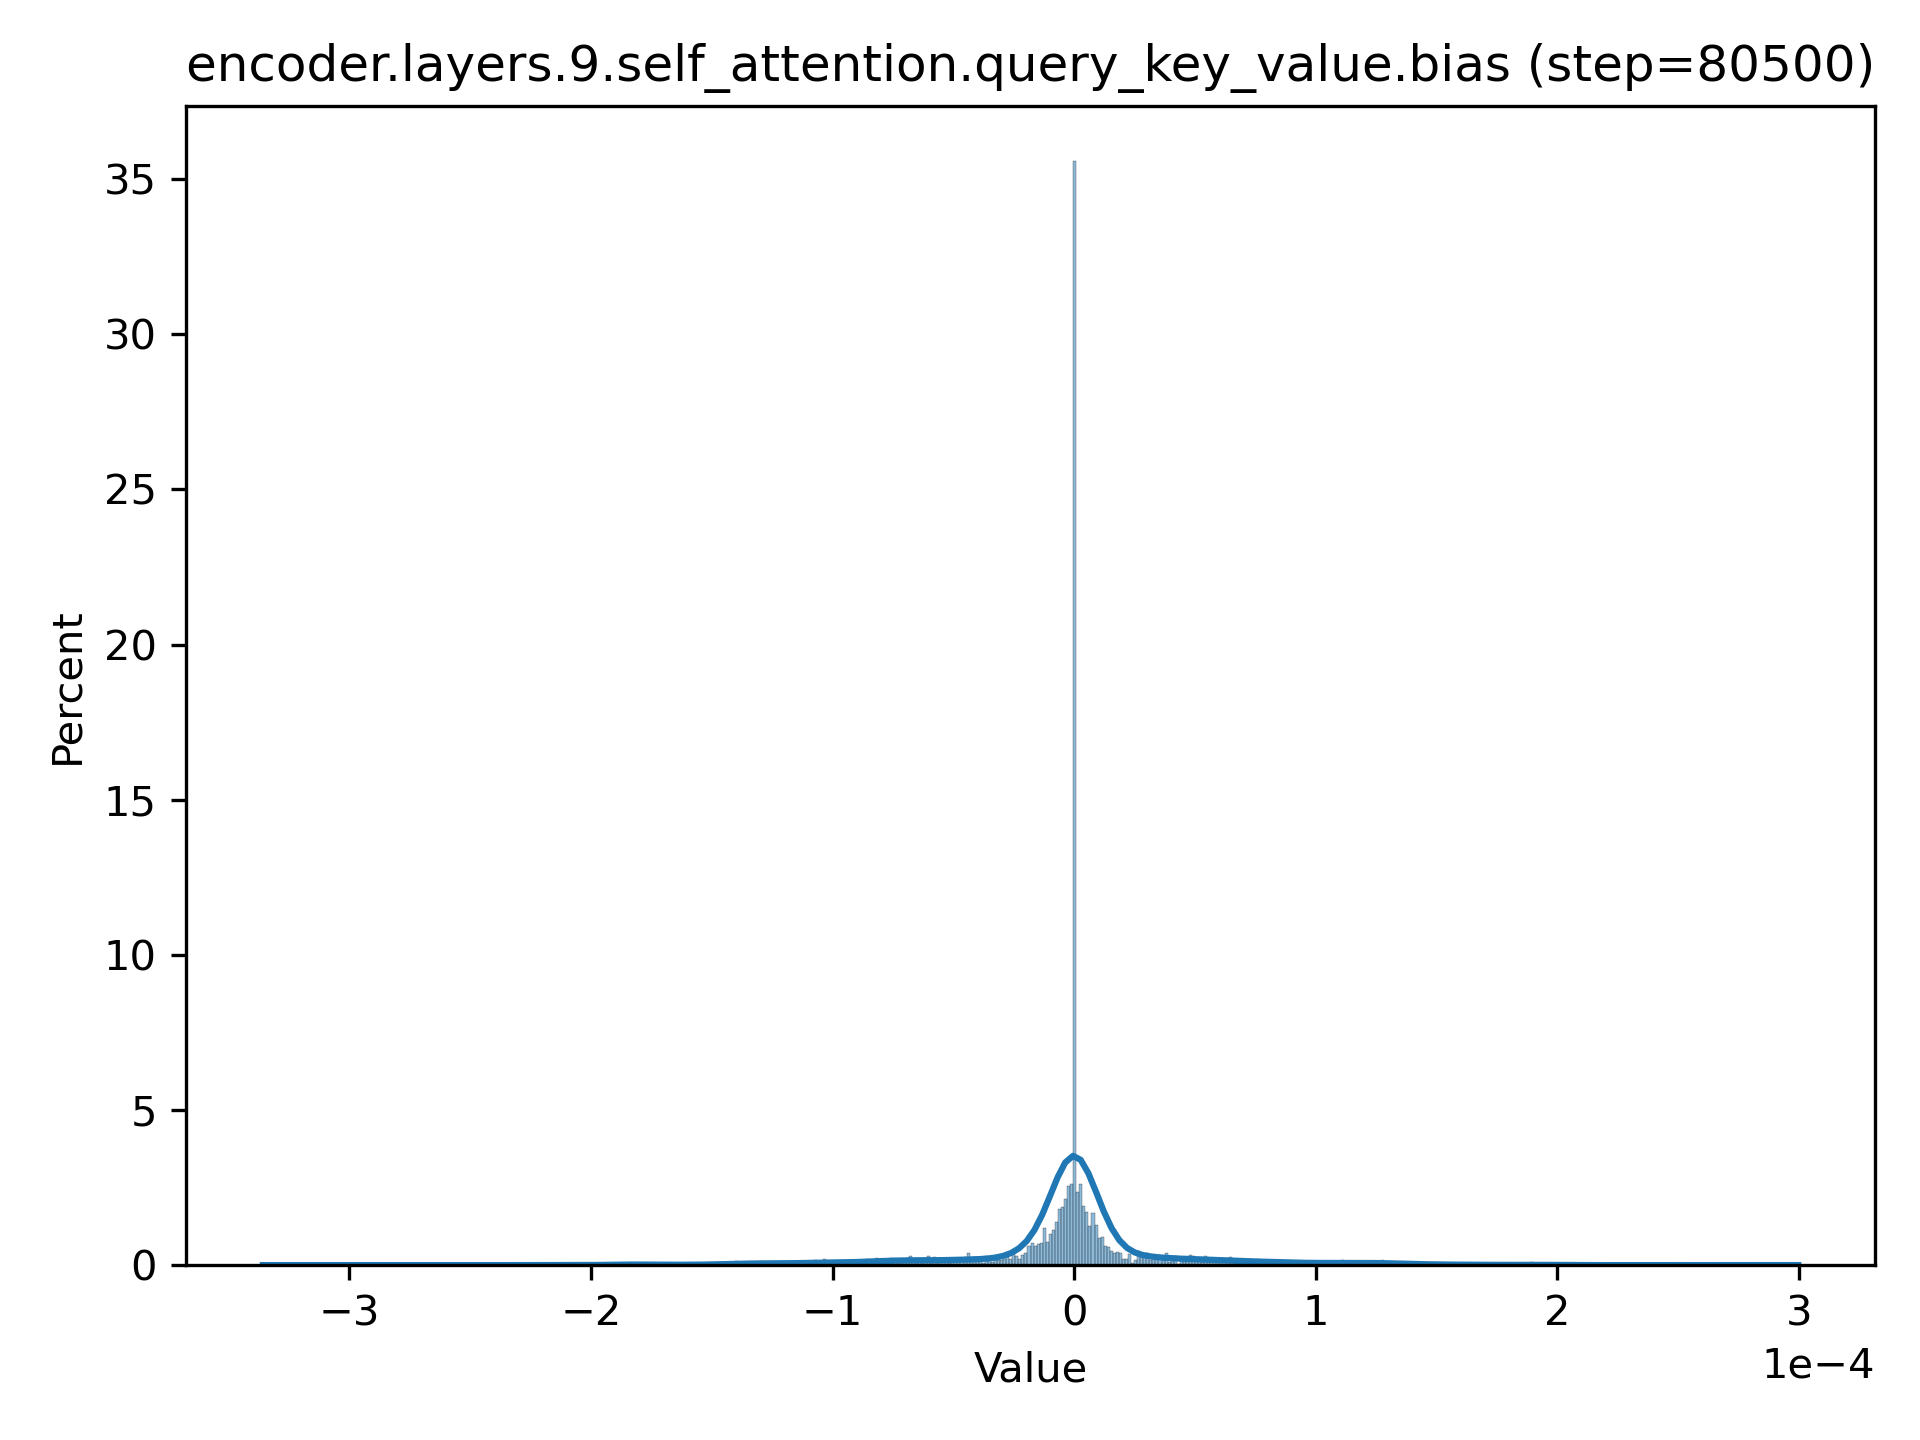 encoder.layers.9.self_attention.query_key_value.bias (step=80500)
35
30
25
20
15
10
5
0
Percent
−3 −2 −1 0 1 2 3
1e−4
Value